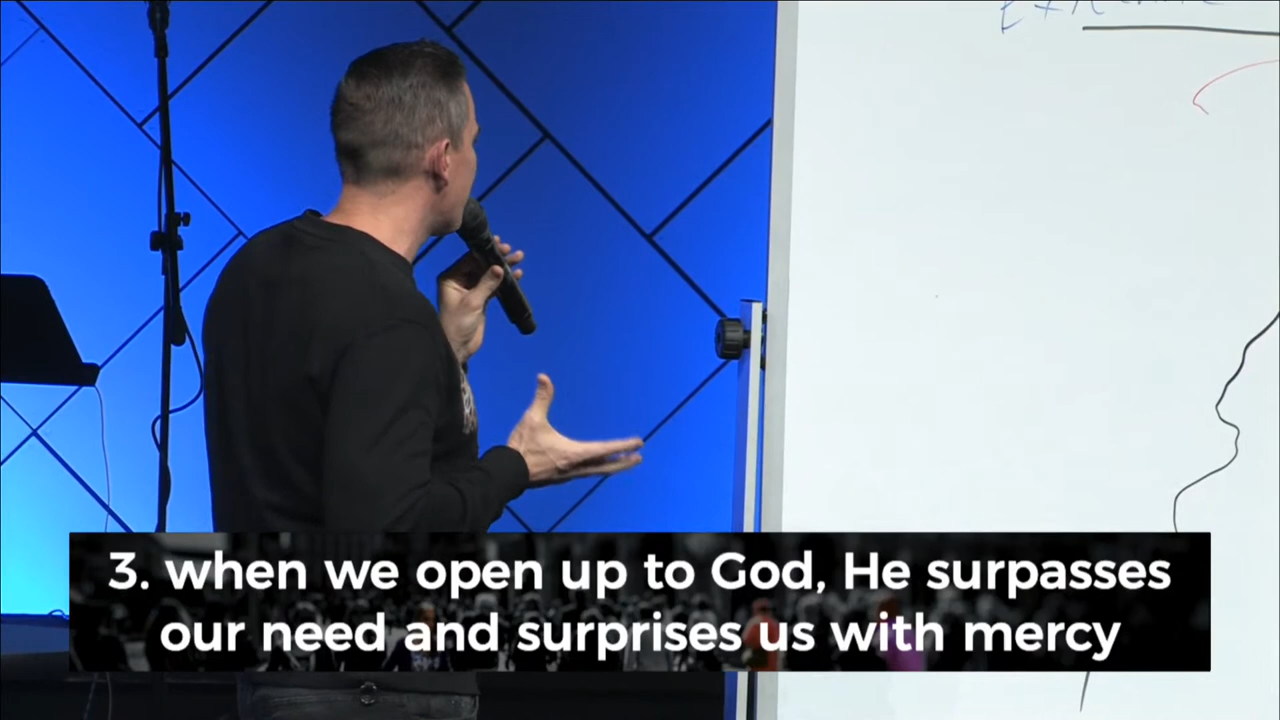 3. when we open up to God, He surpasses
our need and surprises us with mercy